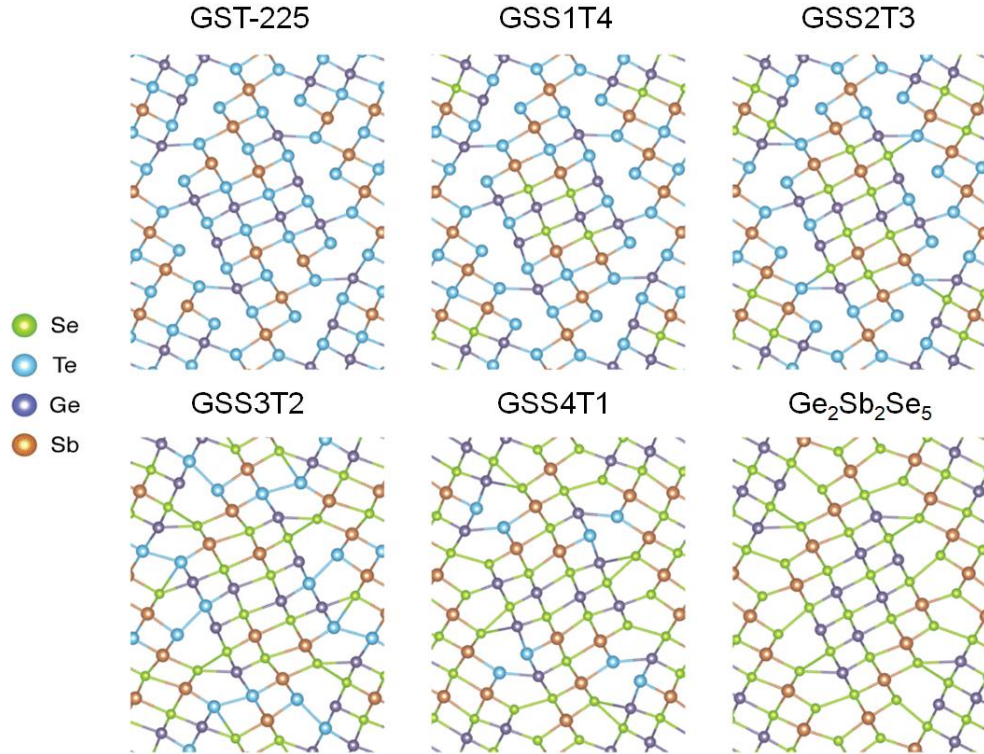 GST-225
GSS1T4
GSS2T3
Se
Te
Ge
Sb
GSS3T2
GSS4T1
Ge₂Sb₂Se₅